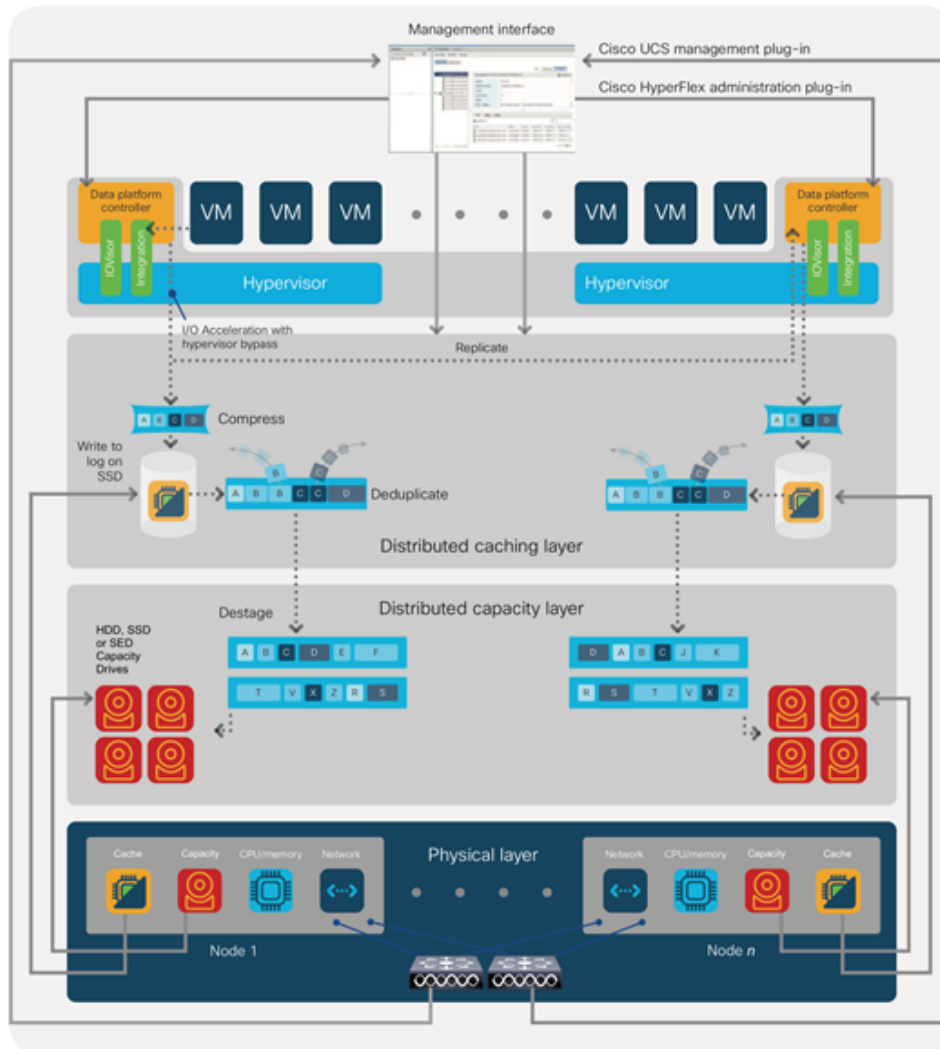 Management interface
Cisco UCS management plug-in
Cisco HyperFlex administration plug-in
Data platform
controller
VM
VM
VM
VM
VM
VM
Data platform
controller
IOVisor
Integration
Hypervisor
Hypervisor
IOVisor
Integration
I/O Acceleration with
hypervisor bypass
Replicate
A B C D
Compress
A B C D
Write to
log on
SSD
B
C
B
C
A B B C C D
Deduplicate
A B B C C D
Distributed caching layer
Distributed capacity layer
Destage
HDD, SSD
or SED
Capacity
Drives
A B C D E F
D A B C J K
T V X Z R S
R S T V X Z
Cache
Capacity
CPU/memory
Network
Physical layer
Network
CPU/memory
Capacity
Cache
Node 1
Node n